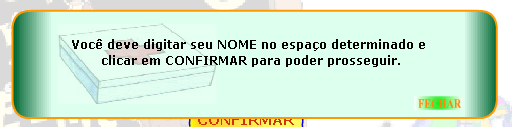 Você deve digitar seu NOME no espaço determinado e
clicar em CONFIRMAR para poder prosseguir.
FECHAR
CONFIRMAR